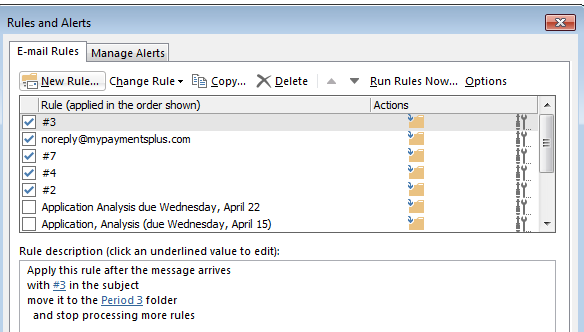 Rules and Alerts
E-mail Rules Manage Alerts
New Rule... Change Rule Copy... Delete Run Rules Now... Options
Rule (applied in the order shown) Actions
#3
noreply@mypaymentsplus.com
#7
#4
#2
Application Analysis due Wednesday, April 22
Application, Analysis (due Wednesday, April 15)
Rule description (click an underlined value to edit):
Apply this rule after the message arrives
with #3 in the subject
move it to the Period 3 folder
and stop processing more rules